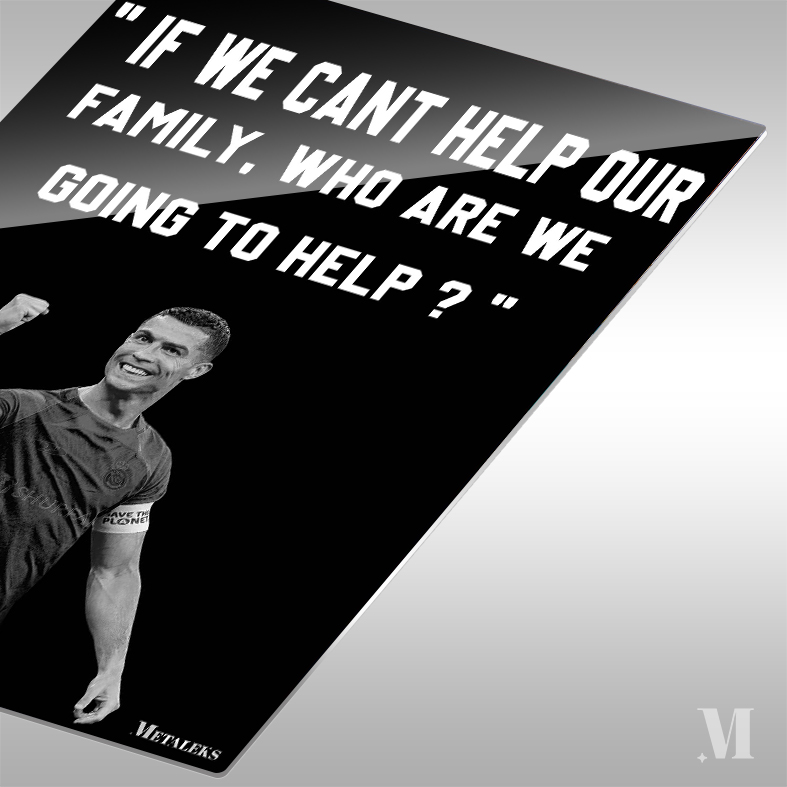 "IF WE CANT HELP OUR
FAMILY, WHO ARE WE
GOING TO HELP ? "
SAVE THE
PLANET
METALEKS
M